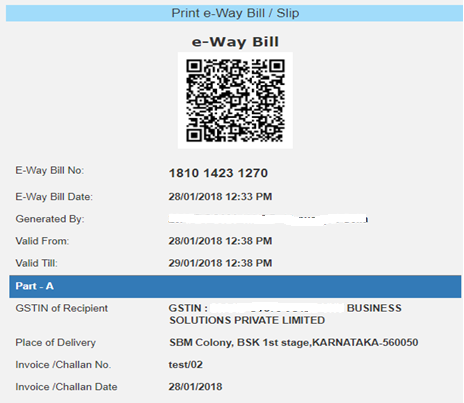 Print e-Way Bill / Slip
e-Way Bill
E-Way Bill No: 1810 1423 1270
E-Way Bill Date: 28/01/2018 12:33 PM
Generated By:
Valid From: 28/01/2018 12:38 PM
Valid Till: 29/01/2018 12:38 PM
Part - A
GSTIN of Recipient GSTIN : BUSINESS
SOLUTIONS PRIVATE LIMITED
Place of Delivery SBM Colony, BSK 1st stage,KARNATAKA-560050
Invoice /Challan No. test/02
Invoice /Challan Date 28/01/2018